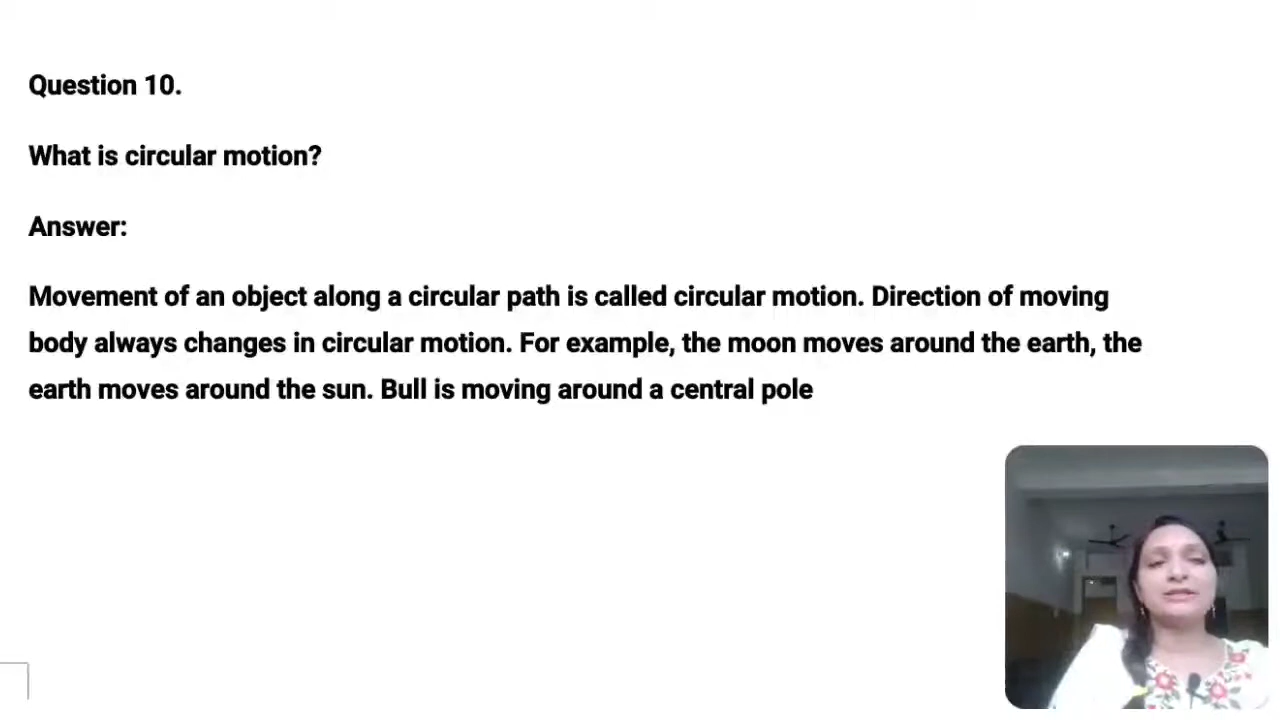 Question 10.
What is circular motion?
Answer:
Movement of an object along a circular path is called circular motion. Direction of moving
body always changes in circular motion. For example, the moon moves around the earth, the
earth moves around the sun. Bull is moving around a central pole